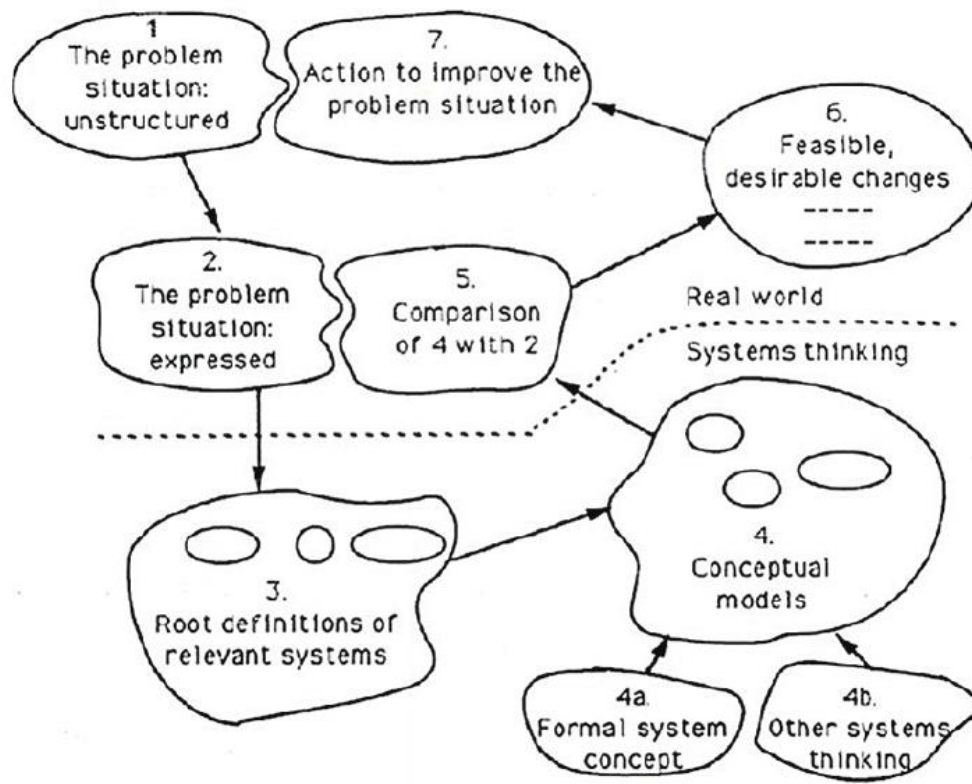 1
The problem
situation:
unstructured
7.
Action to improve the
problem situation
6.
Feasible,
desirable changes
-----
-----
2.
The problem
situation:
expressed
5.
Comparison
of 4 with 2
Real world
Systems thinking
3.
Root definitions of
relevant systems
4.
Conceptual
models
4a.
Formal system
concept
4b.
Other systems
thinking